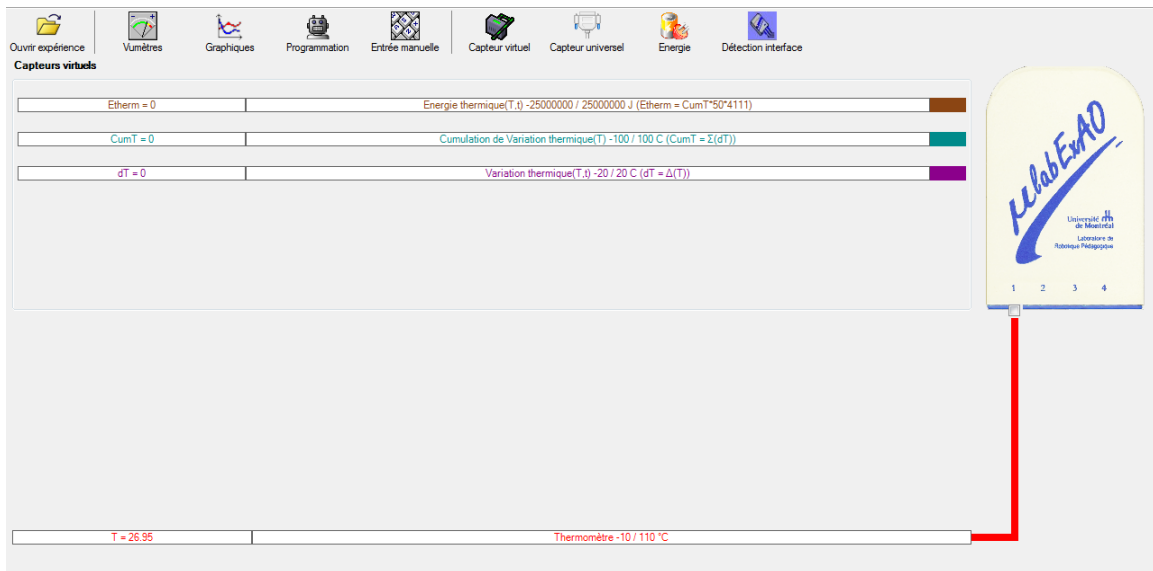 Ouvrir expérience Vumètres Graphiques Programmation Entrée manuelle Capteur virtuel Capteur universel Energie Détection interface
Capteurs virtuels
Etherm = 0 Energie thermique(T,t) -25000000 / 25000000 J (Etherm = CumT*50*4111)
CumT = 0 Cumulation de Variation thermique(T) -100 / 100 C (CumT = Σ(dT))
dT = 0 Variation thermique(T,t) -20 / 20 C (dT = Δ(T))
µlabExAO
Université
de Montréal
Laboratoire de
Robotique Pédagogique
1 2 3 4
T = 26.95 Thermomètre -10 / 110 °C